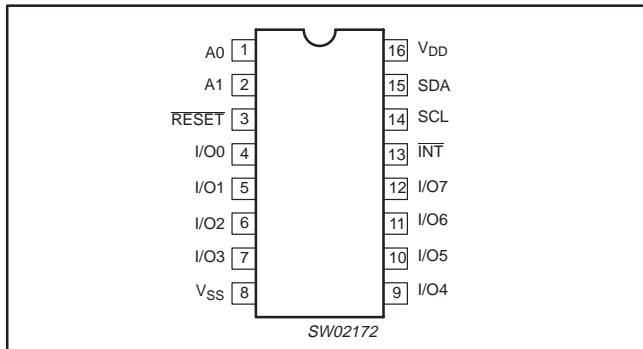 A0 1 16 VDD
A1 2 15 SDA
RESET 3 14 SCL
I/O0 4 13 INT
I/O1 5 12 I/O7
I/O2 6 11 I/O6
I/O3 7 10 I/O5
VSS 8 9 I/O4
SW02172